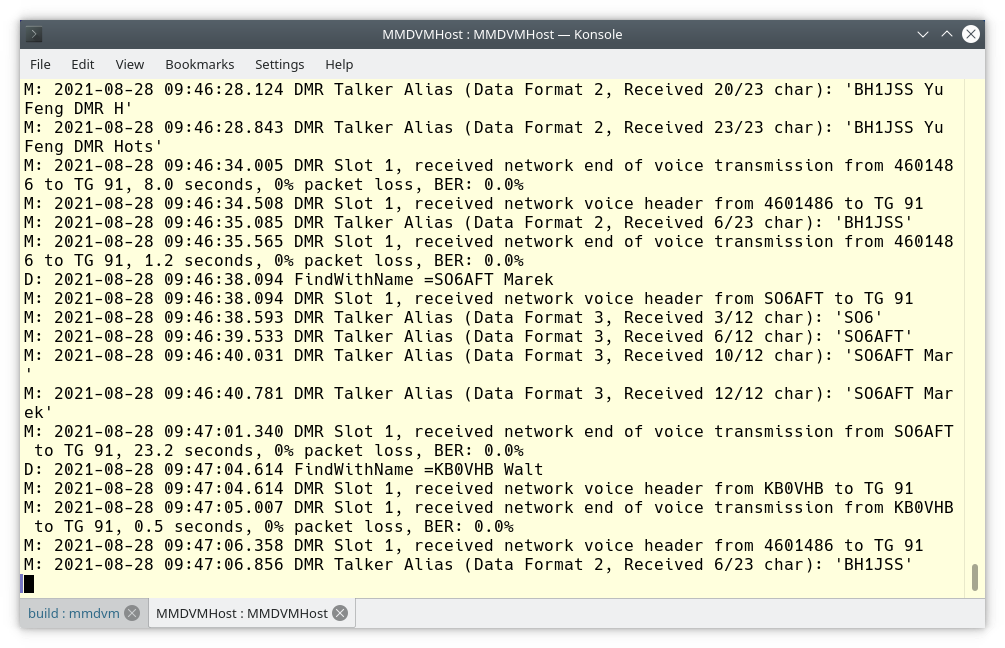 MMDVMHost : MMDVMHost — Konsole
File Edit View Bookmarks Settings Help
M: 2021-08-28 09:46:28.124 DMR Talker Alias (Data Format 2, Received 20/23 char): 'BH1JSS Yu
Feng DMR H'
M: 2021-08-28 09:46:28.843 DMR Talker Alias (Data Format 2, Received 23/23 char): 'BH1JSS Yu
Feng DMR Hots'
M: 2021-08-28 09:46:34.005 DMR Slot 1, received network end of voice transmission from 460148
6 to TG 91, 8.0 seconds, 0% packet loss, BER: 0.0%
M: 2021-08-28 09:46:34.508 DMR Slot 1, received network voice header from 4601486 to TG 91
M: 2021-08-28 09:46:35.085 DMR Talker Alias (Data Format 2, Received 6/23 char): 'BH1JSS'
M: 2021-08-28 09:46:35.565 DMR Slot 1, received network end of voice transmission from 460148
6 to TG 91, 1.2 seconds, 0% packet loss, BER: 0.0%
D: 2021-08-28 09:46:38.094 FindWithName =SO6AFT Marek
M: 2021-08-28 09:46:38.094 DMR Slot 1, received network voice header from SO6AFT to TG 91
M: 2021-08-28 09:46:38.593 DMR Talker Alias (Data Format 3, Received 3/12 char): 'SO6'
M: 2021-08-28 09:46:39.533 DMR Talker Alias (Data Format 3, Received 6/12 char): 'SO6AFT'
M: 2021-08-28 09:46:40.031 DMR Talker Alias (Data Format 3, Received 10/12 char): 'SO6AFT Mar
'
M: 2021-08-28 09:46:40.781 DMR Talker Alias (Data Format 3, Received 12/12 char): 'SO6AFT Mar
ek'
M: 2021-08-28 09:47:01.340 DMR Slot 1, received network end of voice transmission from SO6AFT
 to TG 91, 23.2 seconds, 0% packet loss, BER: 0.0%
D: 2021-08-28 09:47:04.614 FindWithName =KB0VHB Walt
M: 2021-08-28 09:47:04.614 DMR Slot 1, received network voice header from KB0VHB to TG 91
M: 2021-08-28 09:47:05.007 DMR Slot 1, received network end of voice transmission from KB0VHB
 to TG 91, 0.5 seconds, 0% packet loss, BER: 0.0%
M: 2021-08-28 09:47:06.358 DMR Slot 1, received network voice header from 4601486 to TG 91
M: 2021-08-28 09:47:06.856 DMR Talker Alias (Data Format 2, Received 6/23 char): 'BH1JSS'
build : mmdvm MMDVMHost : MMDVMHost